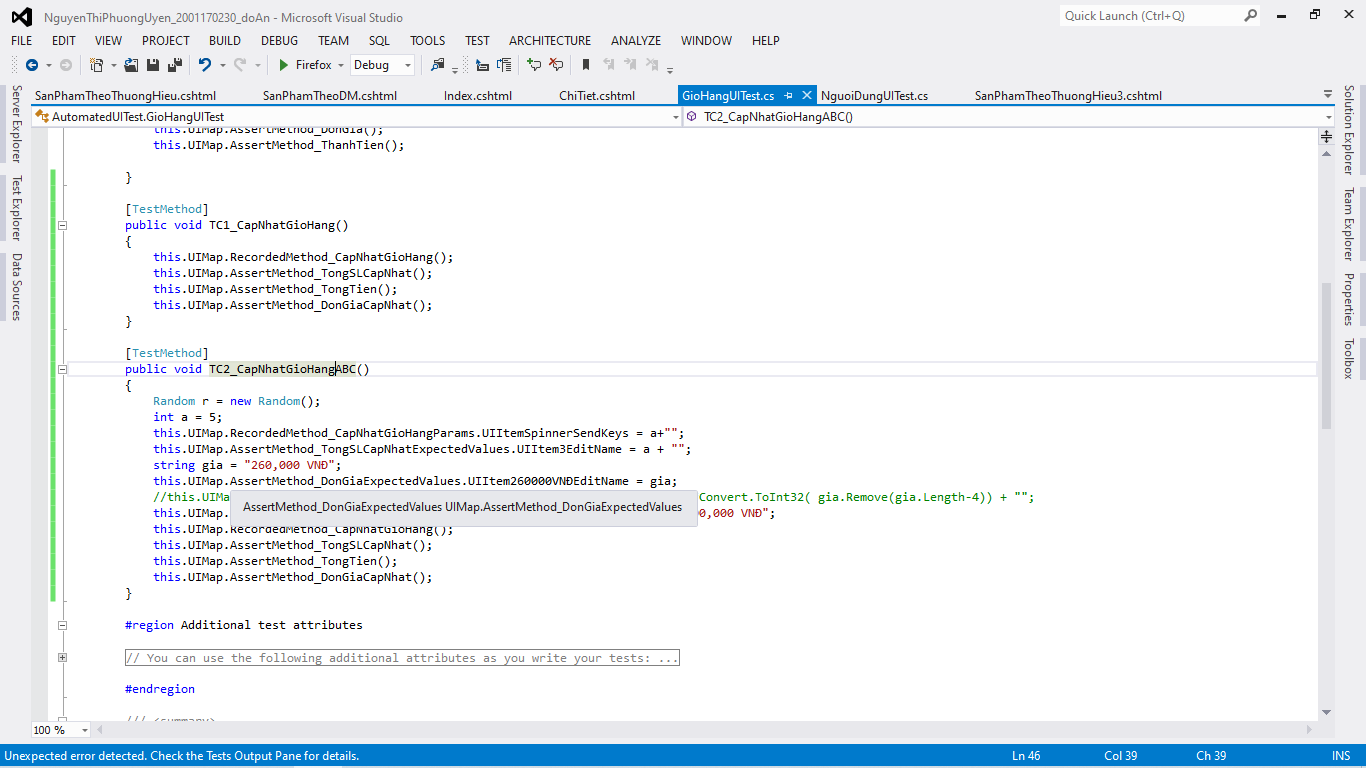 NguyenThiPhuongUyen_2001170230_doAn - Microsoft Visual Studio
Quick Launch (Ctrl+Q)
FILE EDIT VIEW PROJECT BUILD DEBUG TEAM SQL TOOLS TEST ARCHITECTURE ANALYZE WINDOW HELP
Firefox Debug
SanPhamTheoThuongHieu.cshtml SanPhamTheoDM.cshtml Index.cshtml ChiTiet.cshtml GioHangUITest.cs NguoiDungUITest.cs SanPhamTheoThuongHieu3.cshtml
AutomatedUITest.GioHangUITest TC2_CapNhatGioHangABC()
Server Explorer
Test Explorer
Data Sources
this.UIMap.AssertMethod_DonGia();
this.UIMap.AssertMethod_ThanhTien();
}
[TestMethod]
public void TC1_CapNhatGioHang()
{
this.UIMap.RecordedMethod_CapNhatGioHang();
this.UIMap.AssertMethod_TongSLCapNhat();
this.UIMap.AssertMethod_TongTien();
this.UIMap.AssertMethod_DonGiaCapNhat();
}
[TestMethod]
public void TC2_CapNhatGioHangABC()
{
Random r = new Random();
int a = 5;
this.UIMap.RecordedMethod_CapNhatGioHangParams.UIItemSpinnerSendKeys = a+"";
this.UIMap.AssertMethod_TongSLCapNhatExpectedValues.UIItem3EditName = a + "";
string gia = "260,000 VNĐ";
this.UIMap.AssertMethod_DonGiaExpectedValues.UIItem260000VNĐEditName = gia;
//this.UIMa Convert.ToInt32( gia.Remove(gia.Length-4)) + "";
AssertMethod_DonGiaExpectedValues UIMap.AssertMethod_DonGiaExpectedValues
this.UIMap. 0,000 VNĐ";
this.UIMap.RecordedMethod_CapNhatGioHang();
this.UIMap.AssertMethod_TongSLCapNhat();
this.UIMap.AssertMethod_TongTien();
this.UIMap.AssertMethod_DonGiaCapNhat();
}
#region Additional test attributes
// You can use the following additional attributes as you write your tests: ...
#endregion
/// <summary>
Solution Explorer
Team Explorer
Properties
Toolbox
100 %
Unexpected error detected. Check the Tests Output Pane for details. Ln 46 Col 39 Ch 39 INS